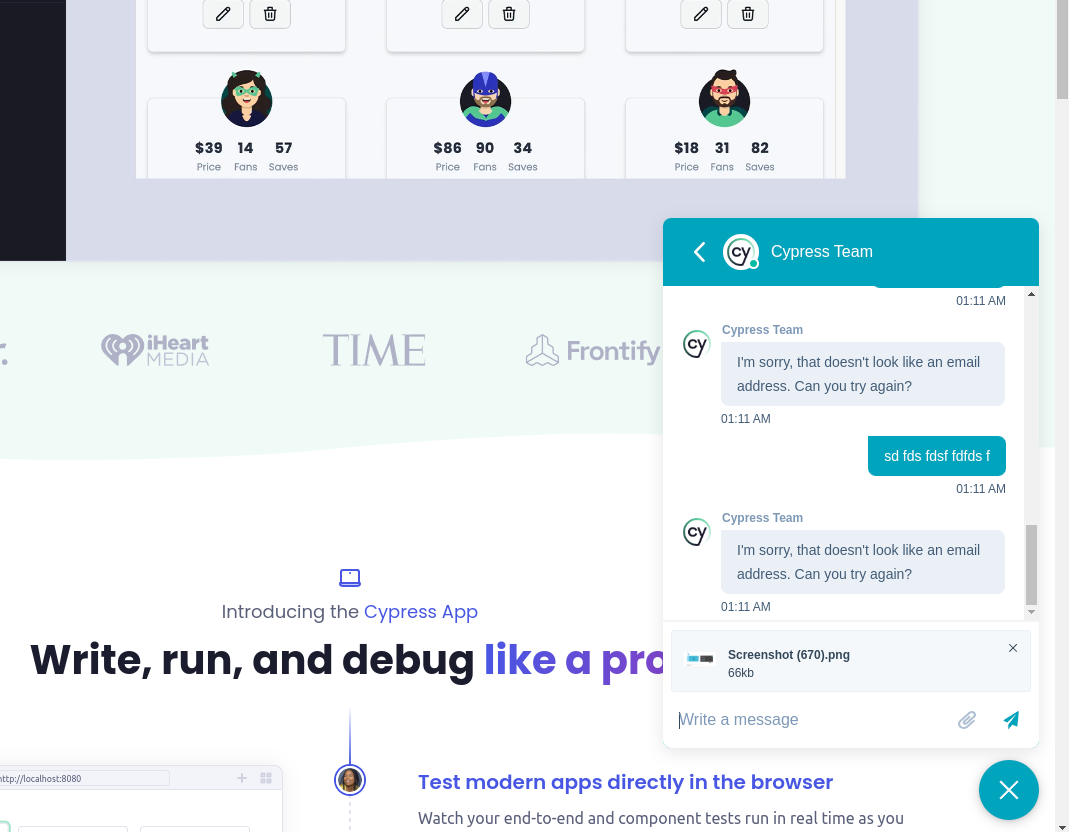 $39 14 57
Price Fans Saves
$86 90 34
Price Fans Saves
$18 31 82
Price Fans Saves
iHeart
MEDIA
TIME
Frontify
Introducing the Cypress App
Write, run, and debug like a pro
http://localhost:8080
Test modern apps directly in the browser
Watch your end-to-end and component tests run in real time as you
cy
Cypress Team
01:11 AM
Cypress Team
cy
I'm sorry, that doesn't look like an email
address. Can you try again?
01:11 AM
sd fds fdsf fdfds f
01:11 AM
Cypress Team
cy
I'm sorry, that doesn't look like an email
address. Can you try again?
01:11 AM
Screenshot (670).png
66kb
Write a message